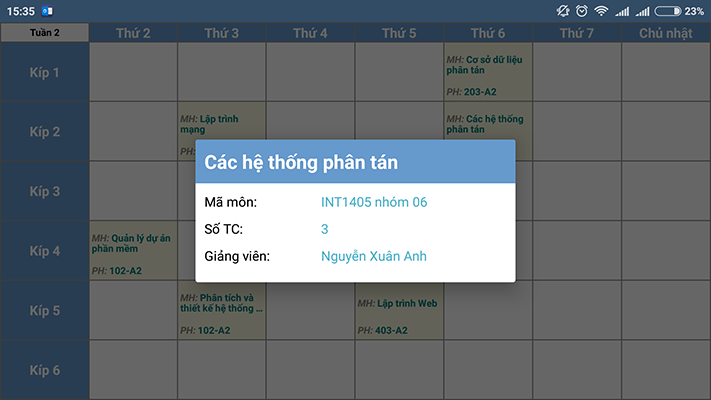 15:35
23%
Tuần 2
Thứ 2
Thứ 3
Thứ 4
Thứ 5
Thứ 6
Thứ 7
Chủ nhật
Kíp 1
MH: Cơ sở dữ liệu
phân tán
PH: 203-A2
Kíp 2
MH: Lập trình
mạng
MH: Các hệ thống
phân tán
Các hệ thống phân tán
Mã môn:
INT1405 nhóm 06
Số TC:
3
Giảng viên:
Nguyễn Xuân Anh
Kíp 3
Kíp 4
MH: Quản lý dự án
phần mềm
PH: 102-A2
Kíp 5
MH: Phân tích và
thiết kế hệ thống ...
PH: 102-A2
MH: Lập trình Web
PH: 403-A2
Kíp 6